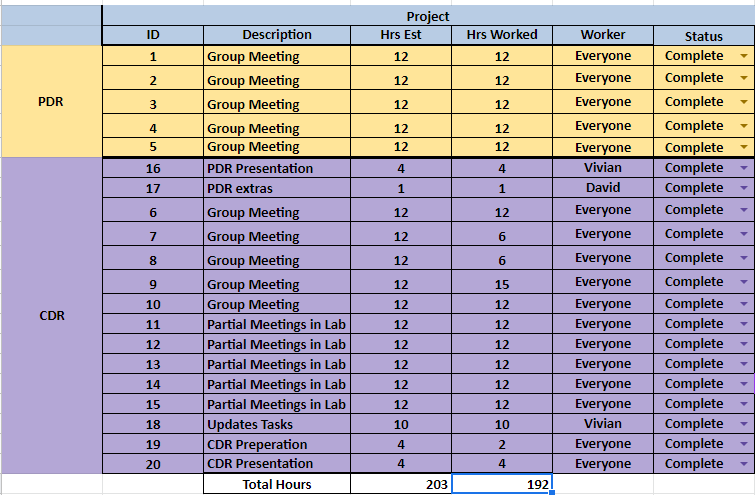 Project
ID Description Hrs Est Hrs Worked Worker Status
1 Group Meeting 12 12 Everyone Complete
2 Group Meeting 12 12 Everyone Complete
PDR 3 Group Meeting 12 12 Everyone Complete
4 Group Meeting 12 12 Everyone Complete
5 Group Meeting 12 12 Everyone Complete
16 PDR Presentation 4 4 Vivian Complete
17 PDR extras 1 1 David Complete
6 Group Meeting 12 12 Everyone Complete
7 Group Meeting 12 6 Everyone Complete
8 Group Meeting 12 6 Everyone Complete
9 Group Meeting 12 15 Everyone Complete
10 Group Meeting 12 12 Everyone Complete
CDR 11 Partial Meetings in Lab 12 12 Everyone Complete
12 Partial Meetings in Lab 12 12 Everyone Complete
13 Partial Meetings in Lab 12 12 Everyone Complete
14 Partial Meetings in Lab 12 12 Everyone Complete
15 Partial Meetings in Lab 12 12 Everyone Complete
18 Updates Tasks 10 10 Vivian Complete
19 CDR Preperation 4 2 Everyone Complete
20 CDR Presentation 4 4 Everyone Complete
Total Hours 203 192